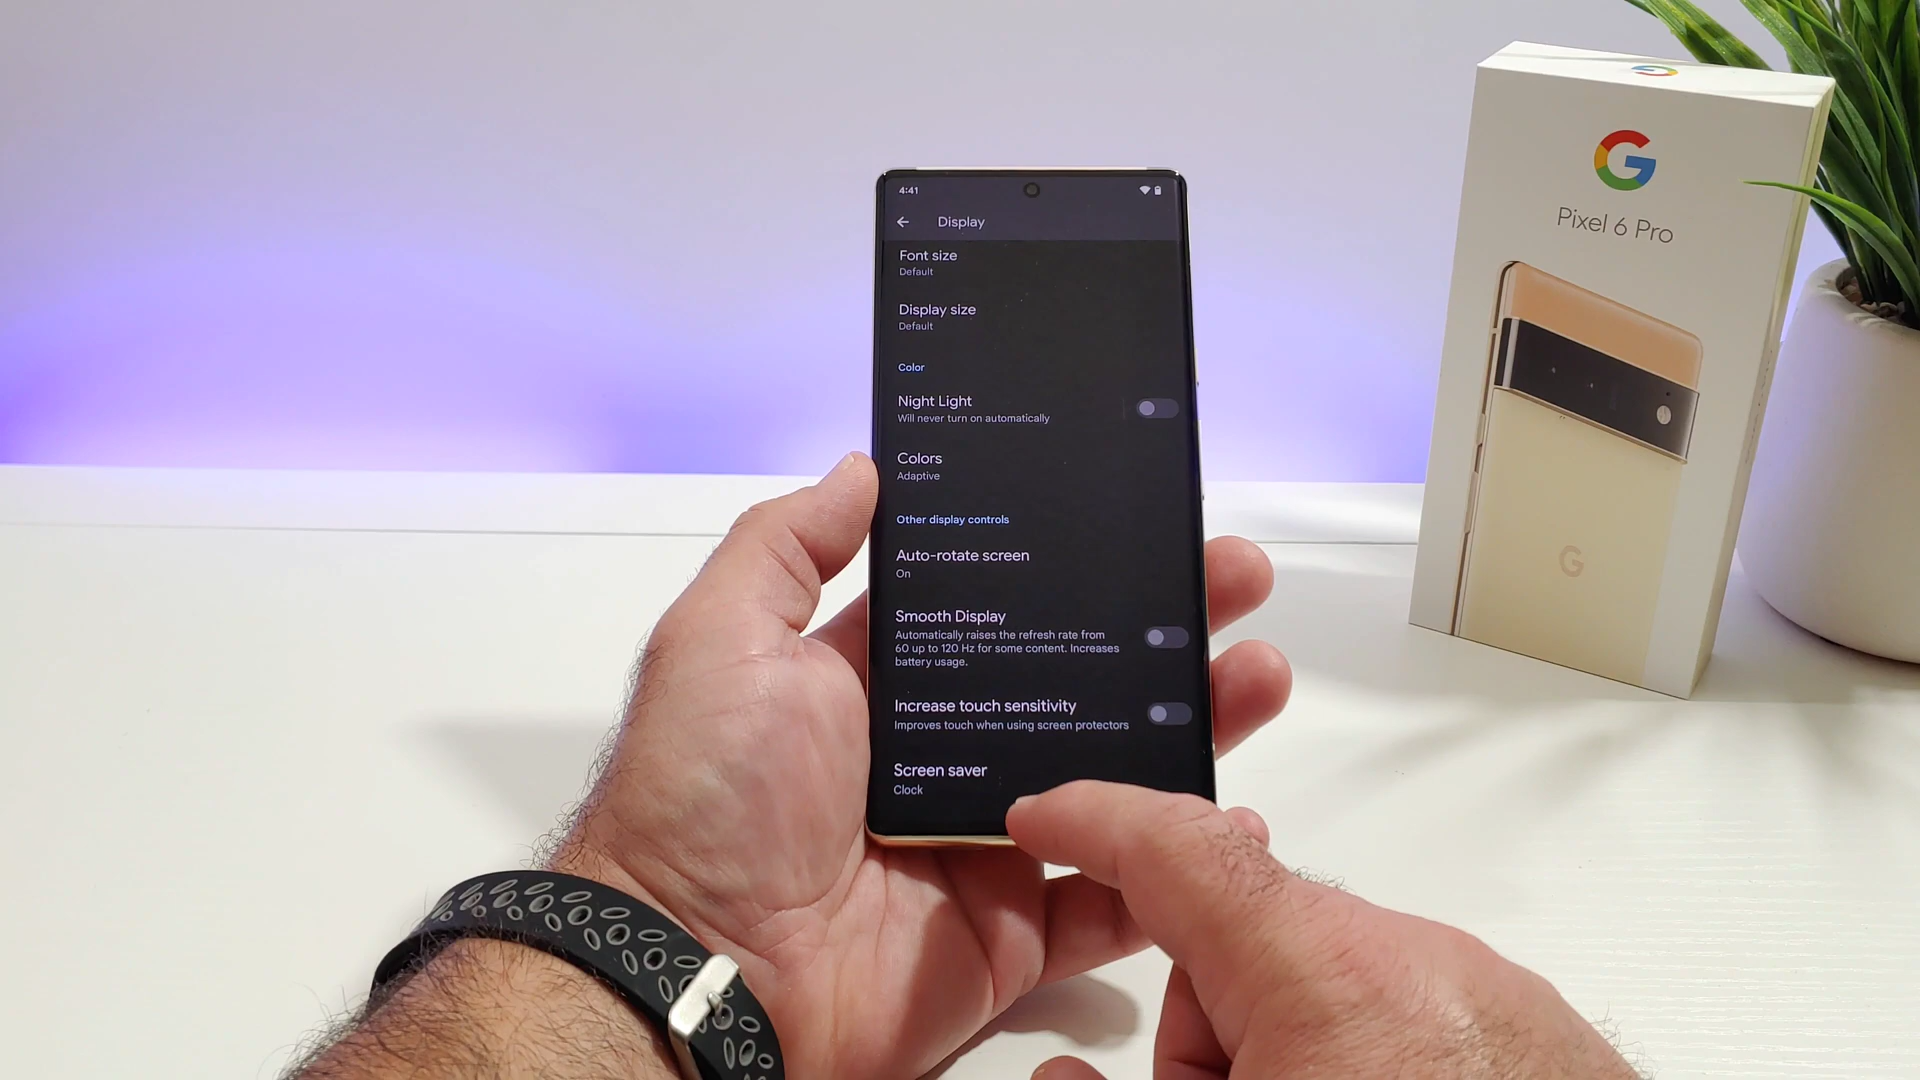 4:41
Display
Font size
Default
Display size
Default
Color
Night Light
Will never turn on automatically
Colors
Adaptive
Other display controls
Auto-rotate screen
On
Smooth Display
Automatically raises the refresh rate from
60 up to 120 Hz for some content. Increases
battery usage.
Increase touch sensitivity
Improves touch when using screen protectors
Screen saver
Clock
G
Pixel 6 Pro
G